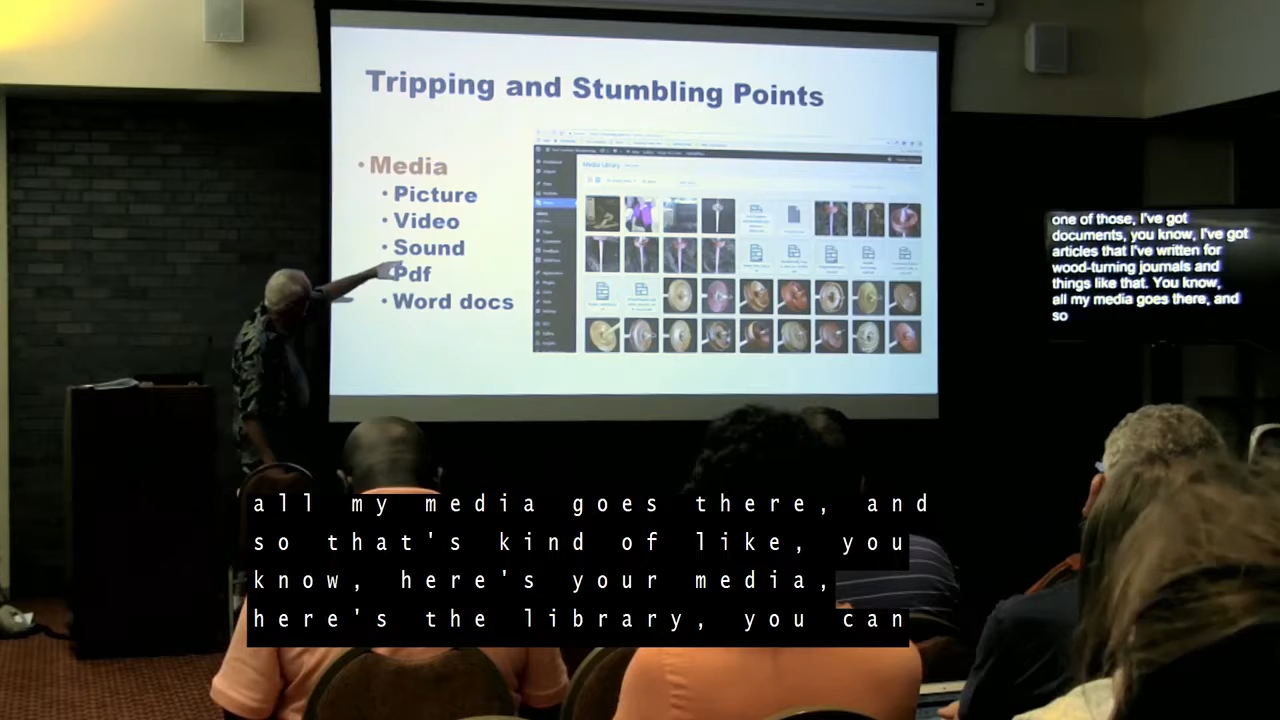 Tripping and Stumbling Points
• Media
• Picture
• Video
• Sound
• Pdf
• Word docs
Media Library
one of those, I've got
documents, you know, I've got
articles that I've written for
wood-turning journals and
things like that. You know,
all my media goes there, and
so
all my media goes there, and
so that's kind of like, you
know, here's your media,
here's the library, you can